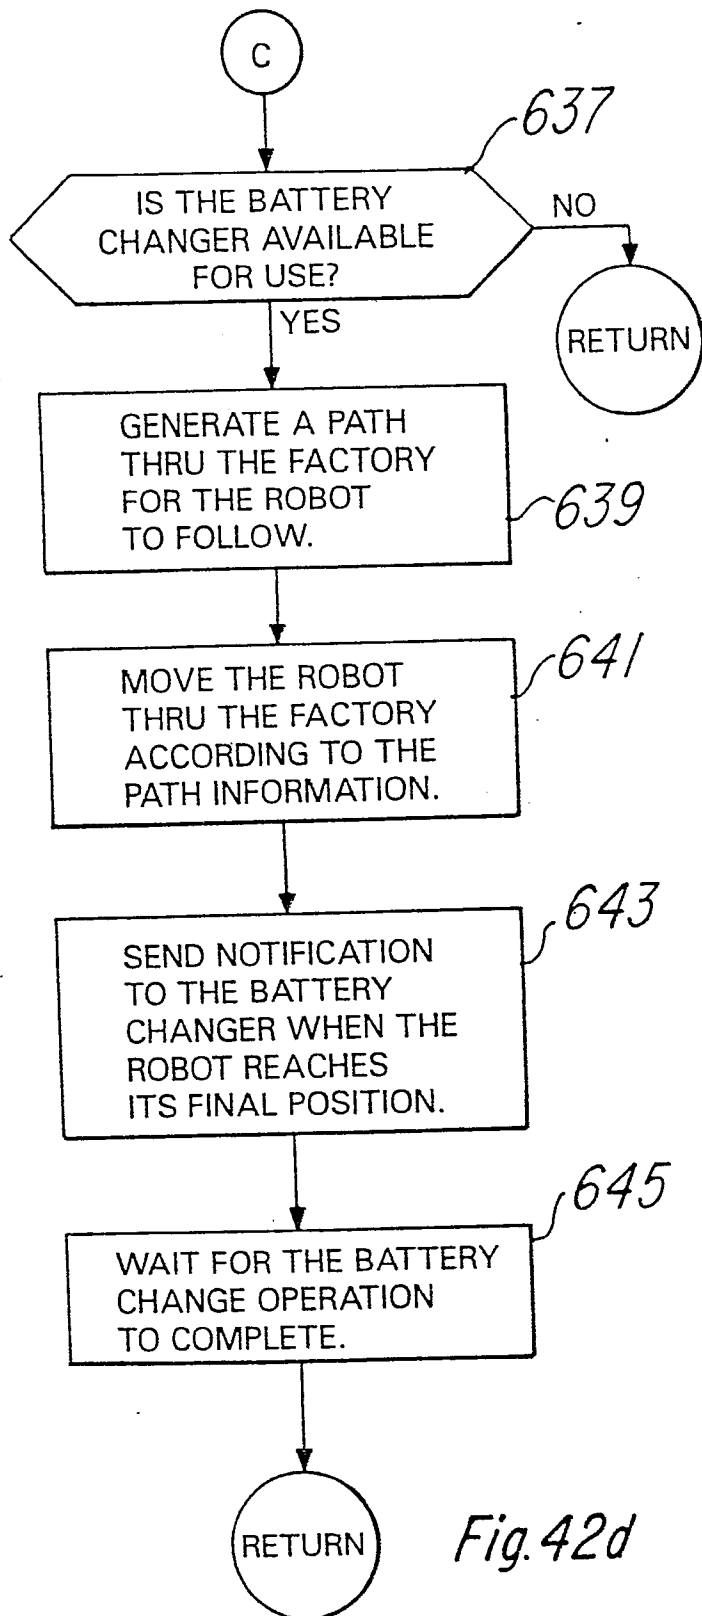 C
637
IS THE BATTERY
CHANGER AVAILABLE
FOR USE?
NO
RETURN
YES
GENERATE A PATH
THRU THE FACTORY
FOR THE ROBOT
TO FOLLOW.
639
641
MOVE THE ROBOT
THRU THE FACTORY
ACCORDING TO THE
PATH INFORMATION.
643
SEND NOTIFICATION
TO THE BATTERY
CHANGER WHEN THE
ROBOT REACHES
ITS FINAL POSITION.
645
WAIT FOR THE BATTERY
CHANGE OPERATION
TO COMPLETE.
RETURN
Fig. 42d